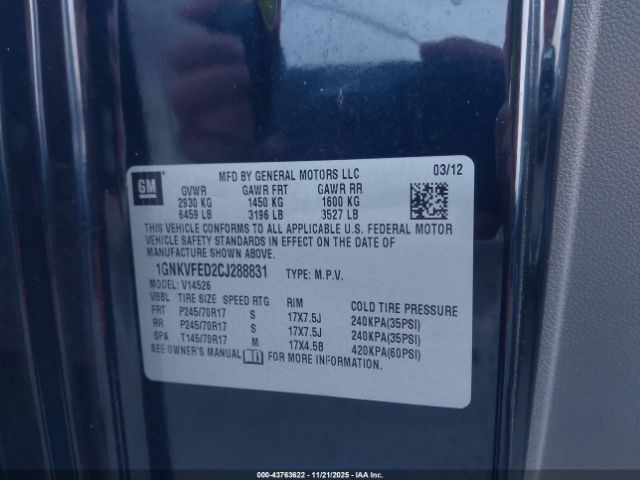 GM
MFD BY GENERAL MOTORS LLC 03/12
GVWR GAWR FRT GAWR RR
2930 KG 1450 KG 1600 KG
6459 LB 3196 LB 3527 LB
THIS VEHICLE CONFORMS TO ALL APPLICABLE U.S. FEDERAL MOTOR
VEHICLE SAFETY STANDARDS IN EFFECT ON THE DATE OF
MANUFACTURE SHOWN ABOVE.
1GNKVFED2CJ288831 TYPE: M.P.V.
MODEL: V14526
VBBL TIRE SIZE SPEED RTG RIM COLD TIRE PRESSURE
FRT P245/70R17 S 17X7.5J 240KPA(35PSI)
RR P245/70R17 S 17X7.5J 240KPA(35PSI)
SPA T145/70R17 M 17X4.5B 420KPA(60PSI)
SEE OWNER'S MANUAL FOR MORE INFORMATION.
000-43763622 - 11/21/2025 - IAA Inc.